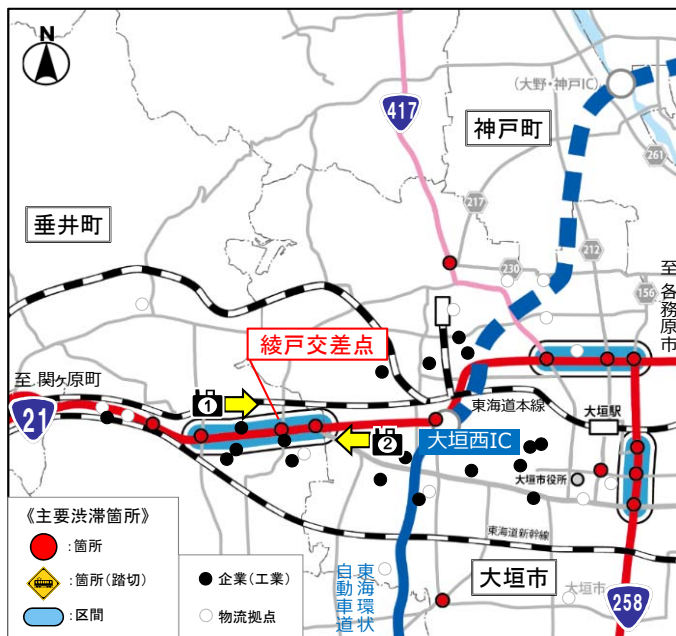 N
(大野・神戸IC)
417
神戸町
261
217
212
垂井町
230
156
至 各務原市
綾戸交差点
至 関ヶ原町
21
1
東海道本線
大垣駅
2
大垣西IC
大垣市役所
《主要渋滞箇所》
:箇所
:箇所(踏切)
:区間
●:企業(工業)
○:物流拠点
東海道新幹線
東海環状
自動車道
大垣市
大垣市
258